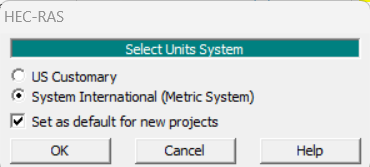 HEC-RAS
Select Units System
US Customary
System International (Metric System)
Set as default for new projects
OK Cancel Help